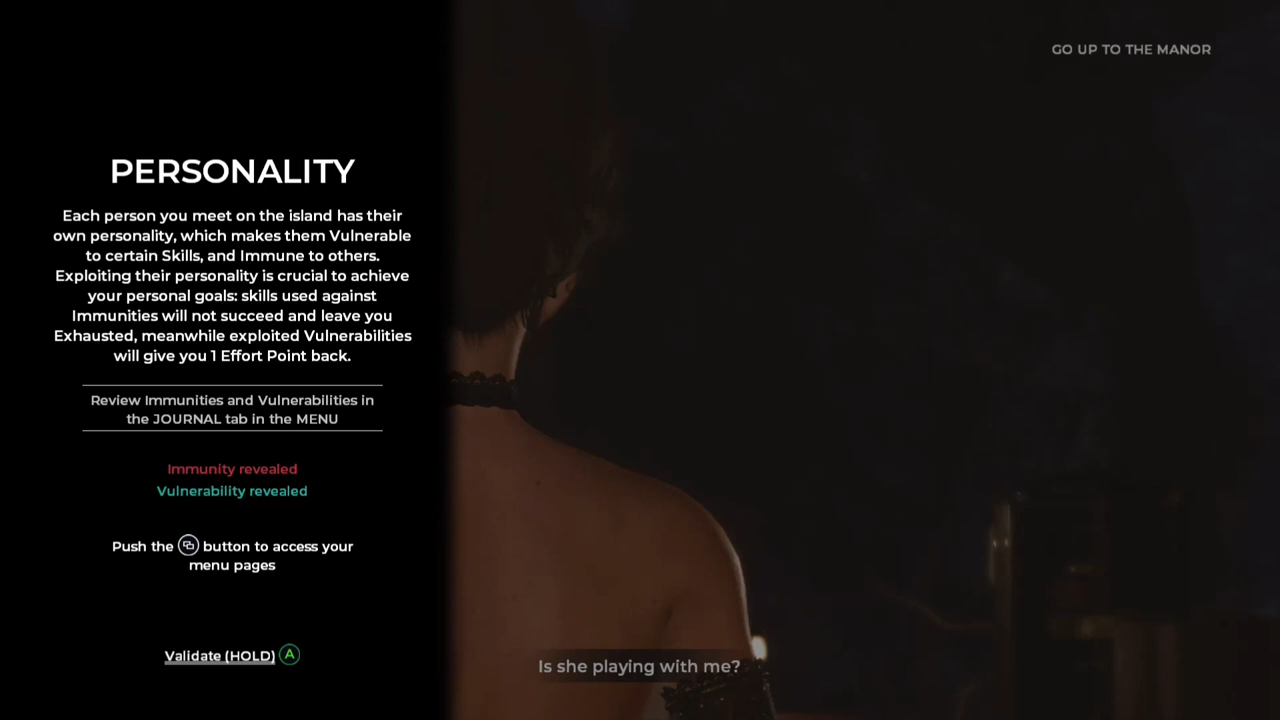 GO UP TO THE MANOR
PERSONALITY
Each person you meet on the island has their
own personality, which makes them Vulnerable
to certain Skills, and Immune to others.
Exploiting their personality is crucial to achieve
your personal goals: skills used against
Immunities will not succeed and leave you
Exhausted, meanwhile exploited Vulnerabilities
will give you 1 Effort Point back.
Review Immunities and Vulnerabilities in
the JOURNAL tab in the MENU
Immunity revealed
Vulnerability revealed
Push the button to access your
menu pages
Validate (HOLD) A
Is she playing with me?